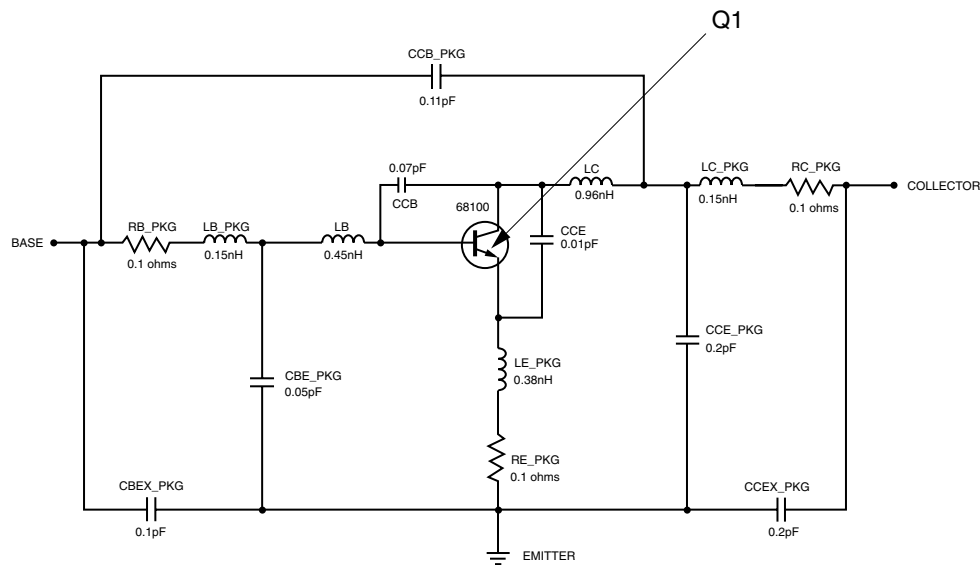 Q1
CCB_PKG
0.11pF
0.07pF
CCB
LC
0.96nH
LC_PKG
0.15nH
RC_PKG
0.1 ohms
COLLECTOR
68100
CCE
0.01pF
BASE
RB_PKG
0.1 ohms
LB_PKG
0.15nH
LB
0.45nH
CCE_PKG
0.2pF
LE_PKG
0.38nH
CBE_PKG
0.05pF
RE_PKG
0.1 ohms
CBEX_PKG
0.1pF
CCEX_PKG
0.2pF
EMITTER